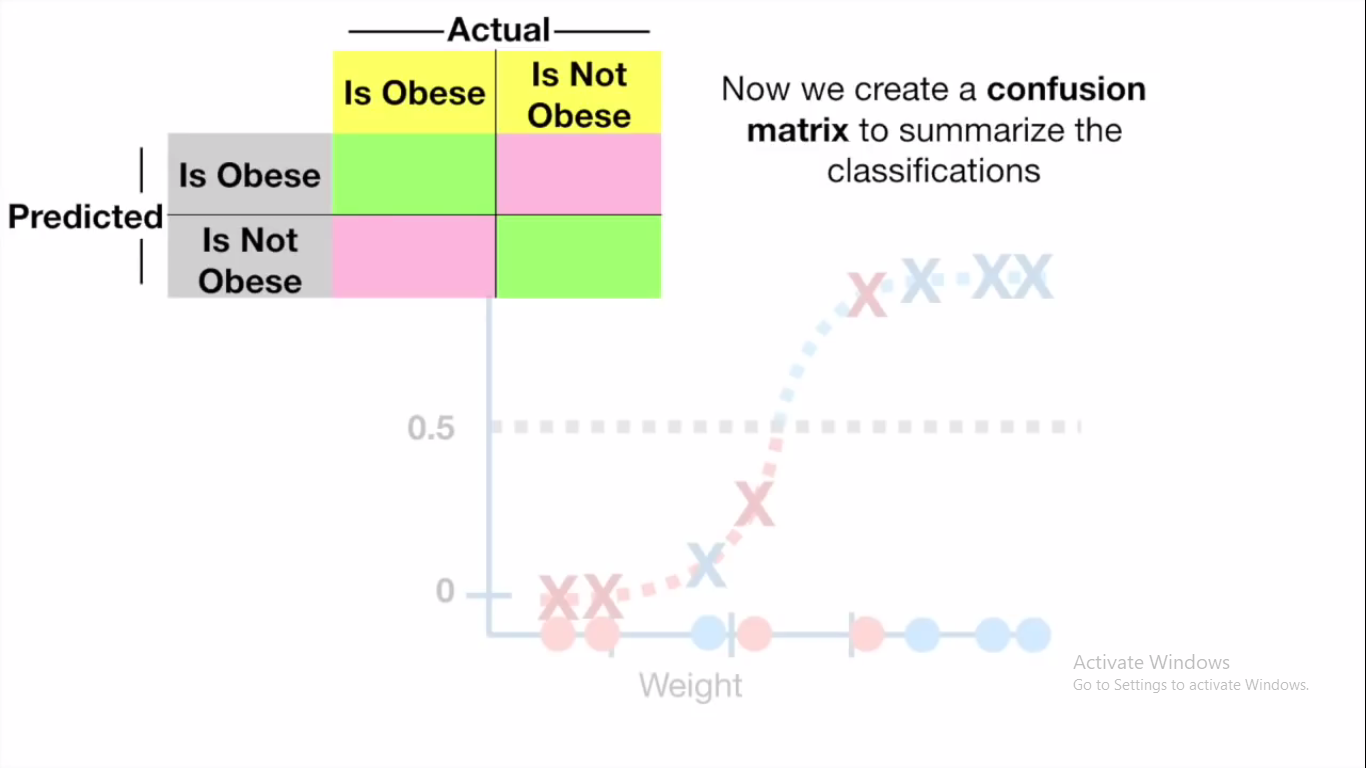 Actual
Is Obese
Is Not
Obese
Now we create a confusion
matrix to summarize the
classifications
Predicted
Is Obese
Is Not
Obese
X X X X
0.5
X
X
0
X X
Weight
Activate Windows
Go to Settings to activate Windows.